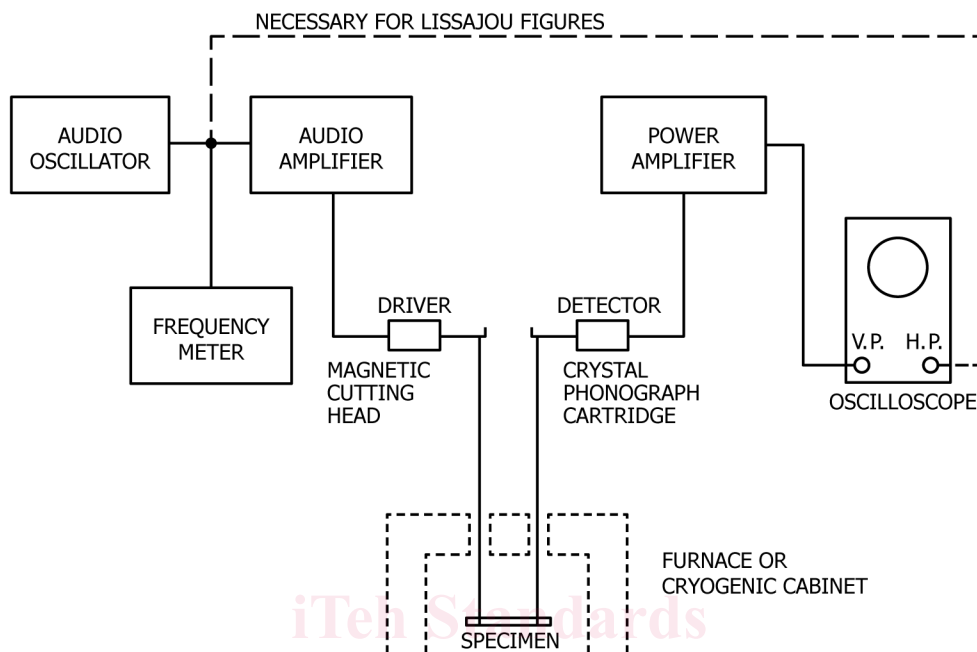 NECESSARY FOR LISSAJOU FIGURES
AUDIO
OSCILLATOR
AUDIO
AMPLIFIER
POWER
AMPLIFIER
FREQUENCY
METER
DRIVER
MAGNETIC
CUTTING
HEAD
DETECTOR
CRYSTAL
PHONOGRAPH
CARTRIDGE
V.P. H.P.
OSCILLOSCOPE
FURNACE OR
CRYOGENIC CABINET
iTeh Standards
SPECIMEN